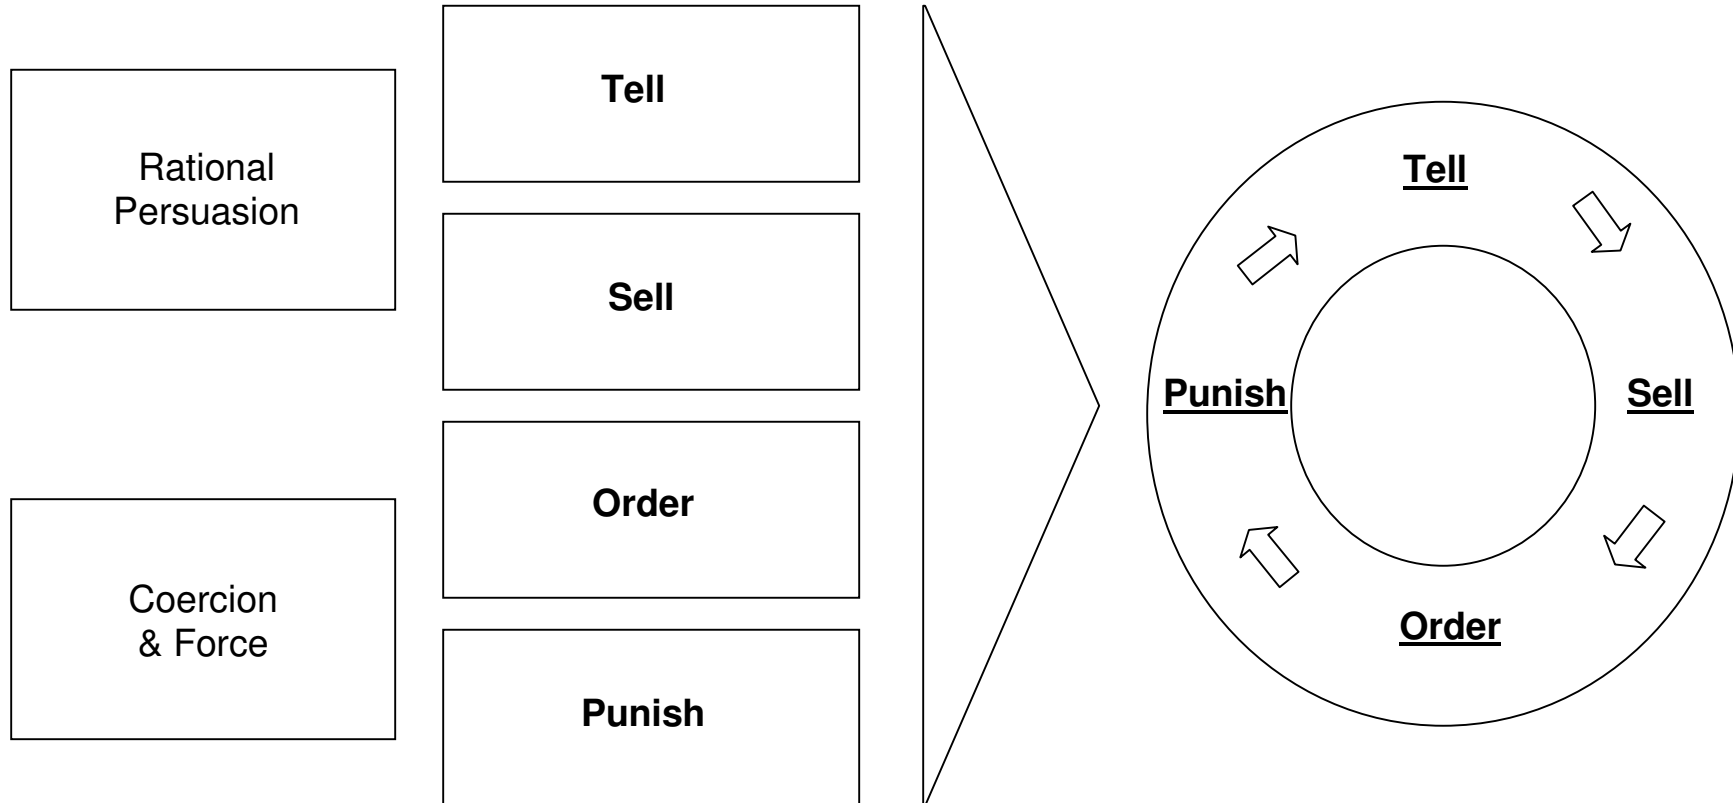 Rational
Persuasion
Coercion
& Force
Tell
Sell
Order
Punish
Tell
Sell
Order
Punish